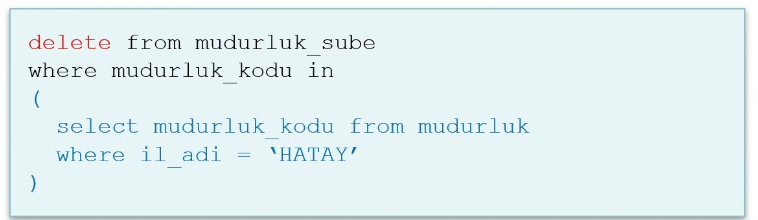 delete from mudurluk_sube
where mudurluk_kodu in
(
select mudurluk_kodu from mudurluk
where il_adi = ‘HATAY’
)